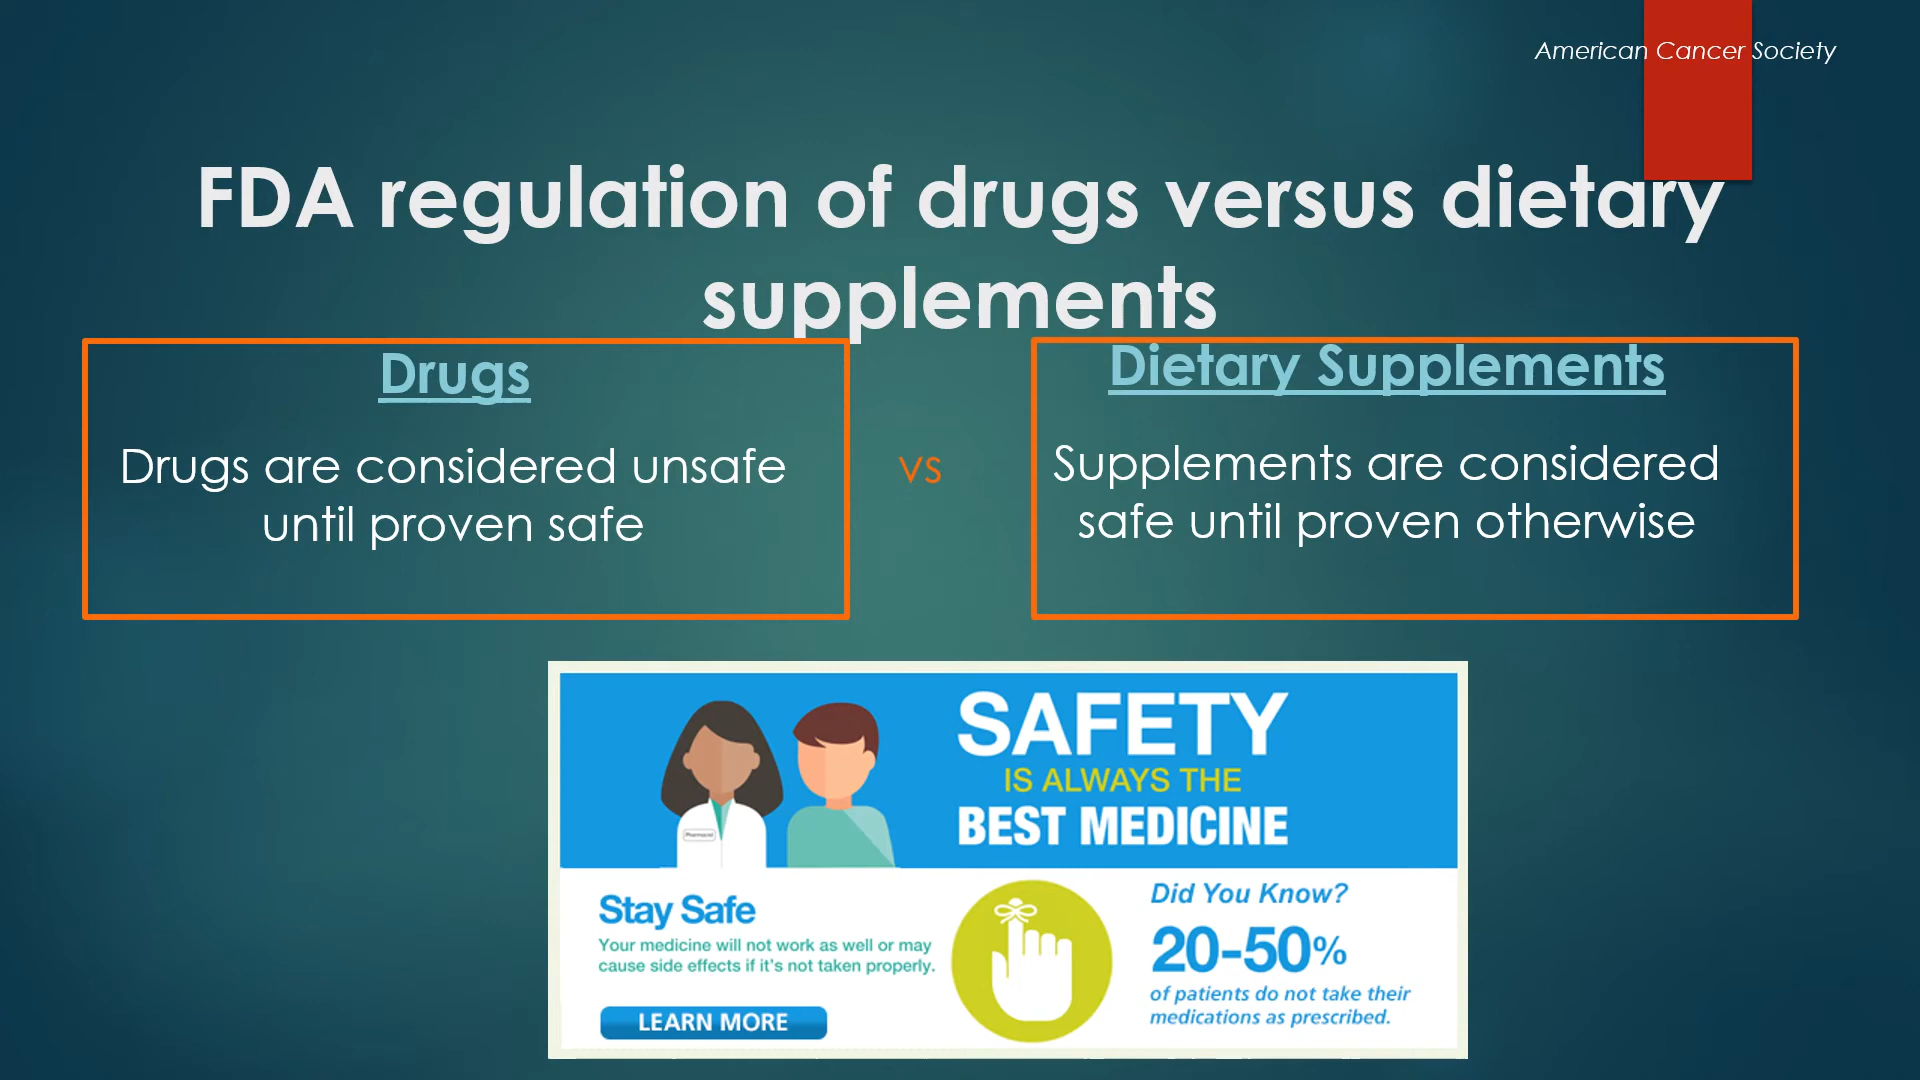 American Cancer Society
FDA regulation of drugs versus dietary
supplements
Drugs
Drugs are considered unsafe
until proven safe
vs
Dietary Supplements
Supplements are considered
safe until proven otherwise
SAFETY
IS ALWAYS THE
BEST MEDICINE
Pharmacist
Stay Safe
Your medicine will not work as well or may
cause side effects if it's not taken properly.
LEARN MORE
Did You Know?
20-50%
of patients do not take their
medications as prescribed.